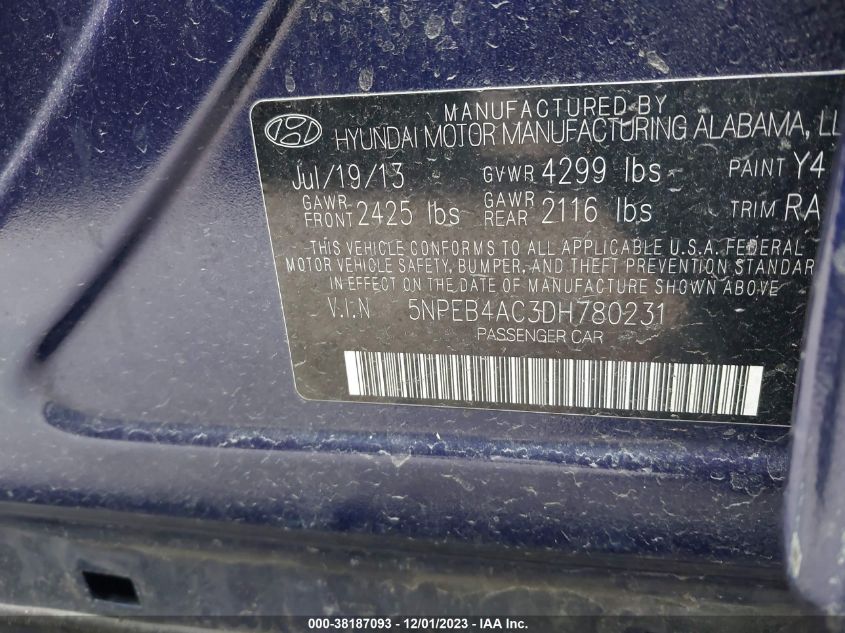 MANUFACTURED BY
HYUNDAI MOTOR MANUFACTURING ALABAMA, LL
Jul/19/13 GVWR 4299 lbs PAINT Y4
GAWR FRONT 2425 lbs GAWR REAR 2116 lbs TRIM RA
THIS VEHICLE CONFORMS TO ALL APPLICABLE U.S.A. FEDERAL
MOTOR VEHICLE SAFETY, BUMPER, AND THEFT PREVENTION STANDAR
IN EFFECT ON THE DATE OF MANUFACTURE SHOWN ABOVE
V.I.N 5NPEB4AC3DH780231
PASSENGER CAR
000-38187093 - 12/01/2023 - Copyright © 2023 IAA, Inc.